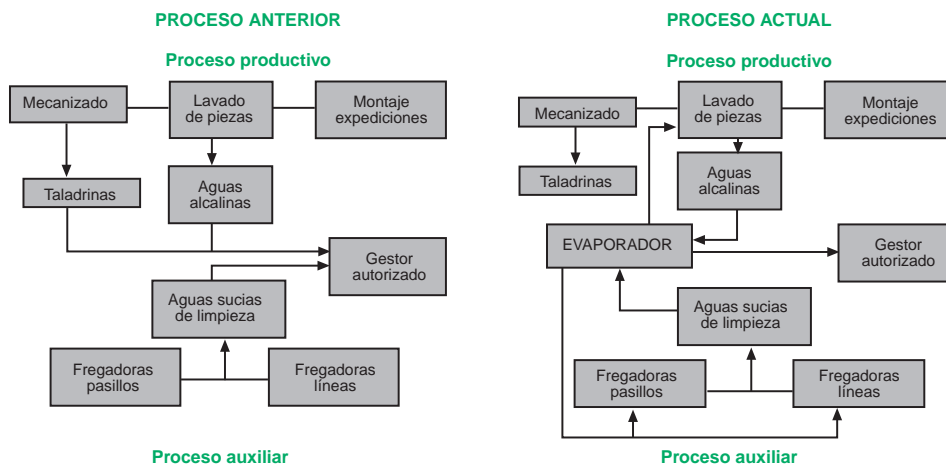 PROCESO ANTERIOR
Proceso productivo
Mecanizado
Lavado
de piezas
Montaje
expediciones
Taladrinas
Aguas
alcalinas
Gestor
autorizado
Aguas sucias
de limpieza
Fregadoras
pasillos
Fregadoras
líneas
Proceso auxiliar
PROCESO ACTUAL
Proceso productivo
Mecanizado
Lavado
de piezas
Montaje
expediciones
Taladrinas
Aguas
alcalinas
EVAPORADOR
Gestor
autorizado
Aguas sucias
de limpieza
Fregadoras
pasillos
Fregadoras
líneas
Proceso auxiliar